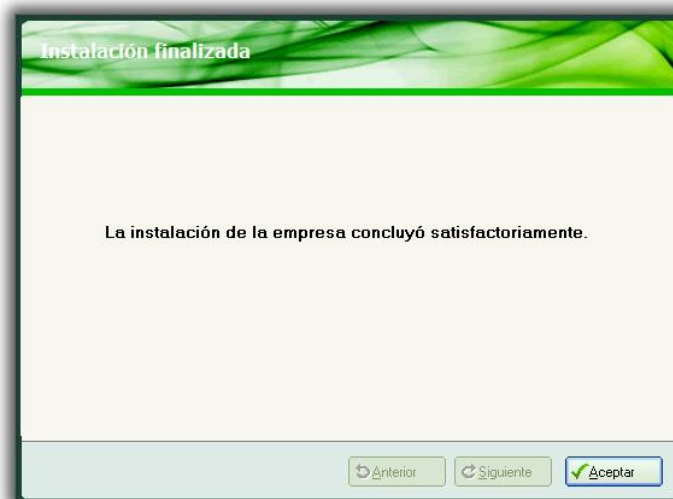 Instalación finalizada
La instalación de la empresa concluyó satisfactoriamente.
Anterior
Siguiente
Aceptar